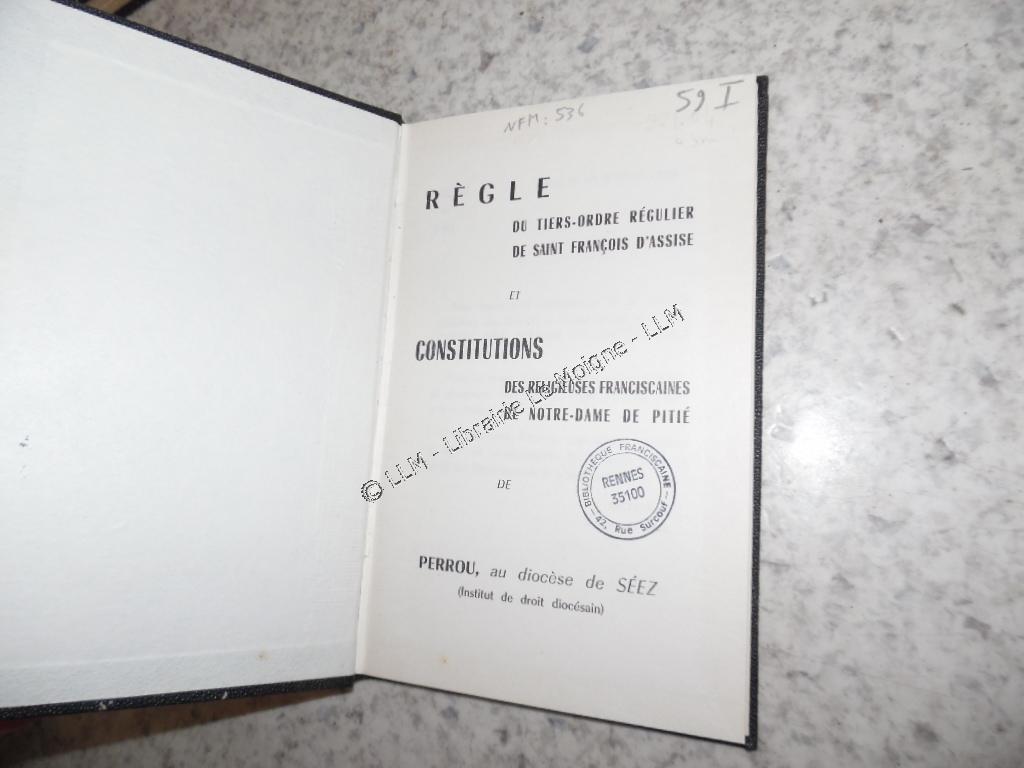 NFM: 536
59 I
RÈGLE
DU TIERS-ORDRE RÉGULIER
DE SAINT FRANÇOIS D'ASSISE
ET
CONSTITUTIONS
DES RELIGIEUSES FRANCISCAINES
DE NOTRE-DAME DE PITIÉ
© LLM - Librairie Le Moigne - LLM
BIBLIOTHEQUE FRANCISCAINE
RENNES
35100
- 42, Rue Surcouf -
DE
PERROU, au diocèse de SÉEZ
(Institut de droit diocésain)